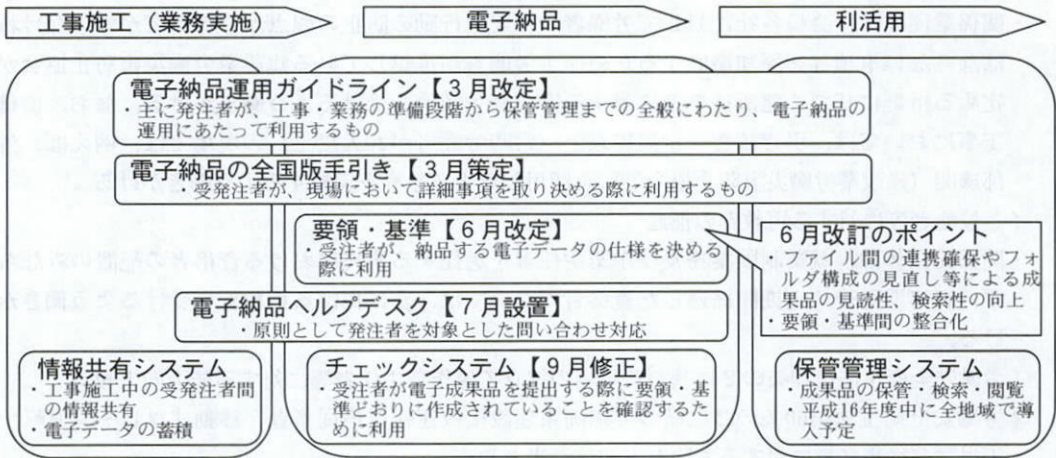 工事施工（業務実施）
電子納品
利活用
電子納品運用ガイドライン【3月改定】
主に発注者が、工事・業務の準備段階から保管管理までの全般にわたり、電子納品の
運用にあたって利用するもの
電子納品の全国版手引き【3月策定】
受発注者が、現場において詳細事項を取り決める際に利用するもの
要領・基準【6月改定】
・受注者が、納品する電子データの仕様を決める
際に利用
6月改訂のポイント
・ファイル間の連携確保やフォ
ルダ構成の見直し等による成
果品の見読性、検索性の向上
・要領・基準間の整合化
電子納品ヘルプデスク【7月設置】
・原則として発注者を対象とした問い合わせ対応
情報共有システム
・工事施工中の受発注者間
の情報共有
・電子データの蓄積
チェックシステム【9月修正】
・受注者が電子成果品を提出する際に要領・基
準どおりに作成されていることを確認するた
めに利用
保管管理システム
・成果品の保管・検索・閲覧
・平成16年度中に全地域で導
入予定